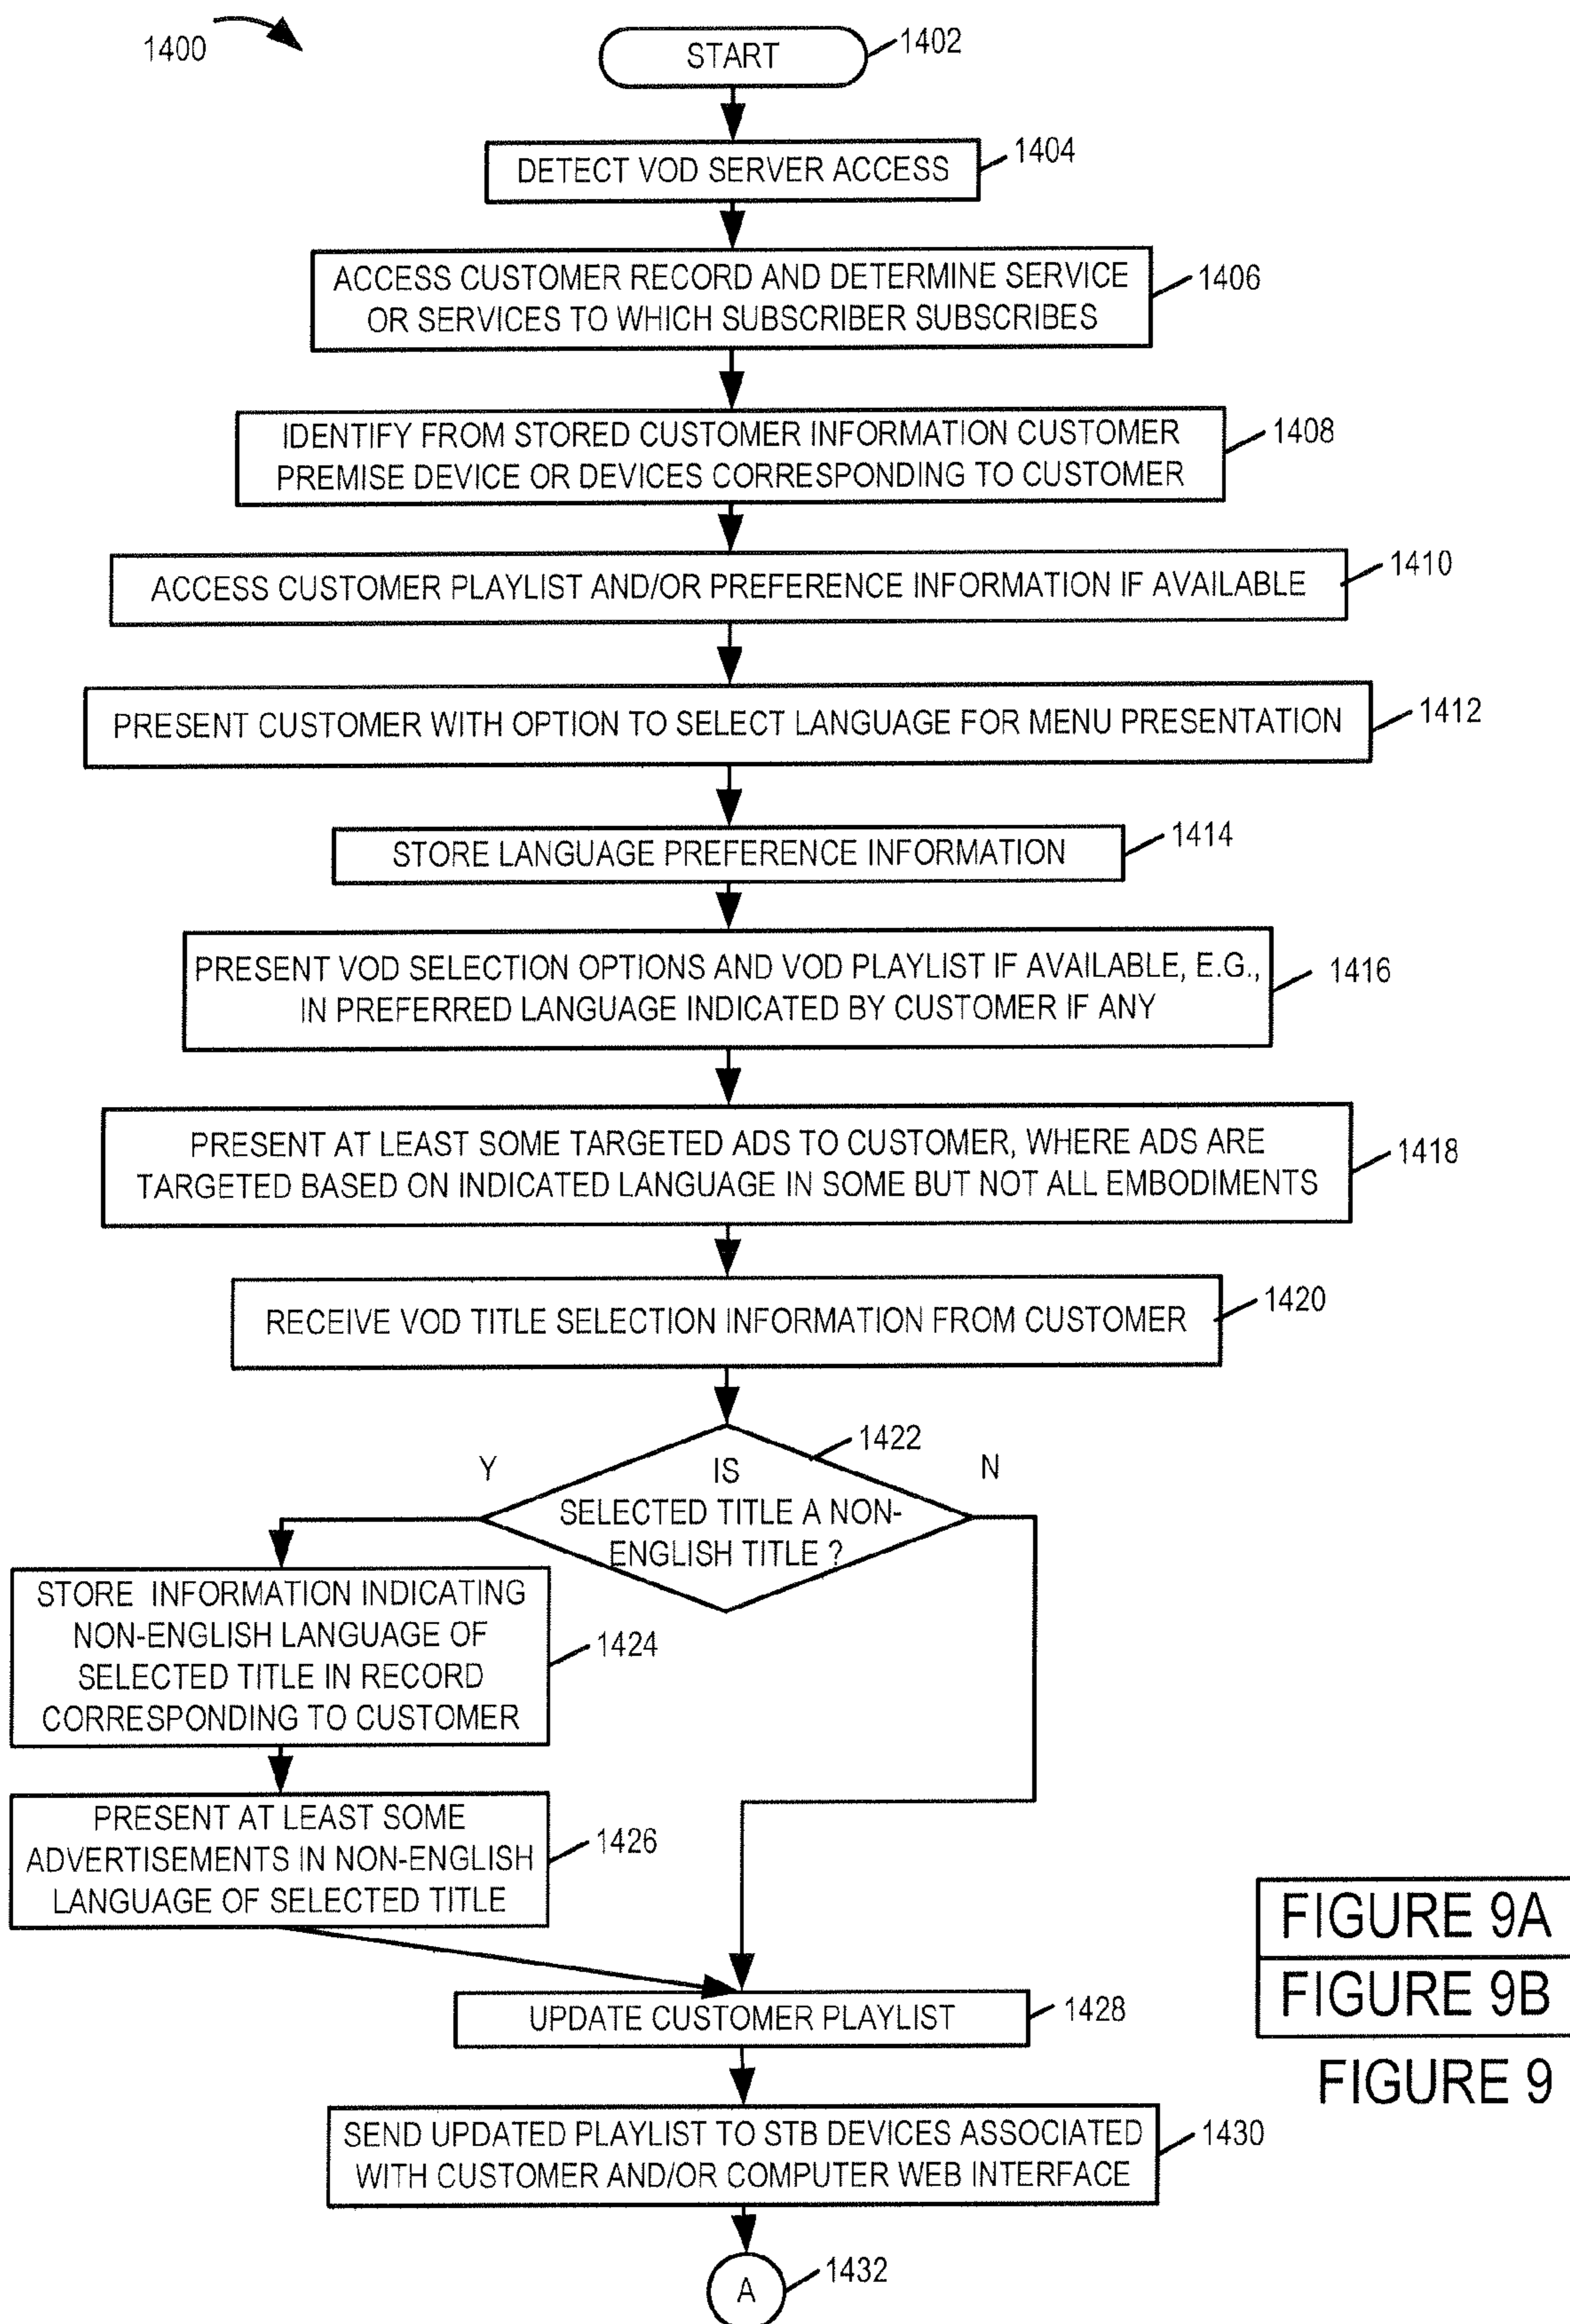 1400
START
1402
DETECT VOD SERVER ACCESS
1404
ACCESS CUSTOMER RECORD AND DETERMINE SERVICE
OR SERVICES TO WHICH SUBSCRIBER SUBSCRIBES
1406
IDENTIFY FROM STORED CUSTOMER INFORMATION CUSTOMER
PREMISE DEVICE OR DEVICES CORRESPONDING TO CUSTOMER
1408
ACCESS CUSTOMER PLAYLIST AND/OR PREFERENCE INFORMATION IF AVAILABLE
1410
PRESENT CUSTOMER WITH OPTION TO SELECT LANGUAGE FOR MENU PRESENTATION
1412
STORE LANGUAGE PREFERENCE INFORMATION
1414
PRESENT VOD SELECTION OPTIONS AND VOD PLAYLIST IF AVAILABLE, E.G.,
IN PREFERRED LANGUAGE INDICATED BY CUSTOMER IF ANY
1416
PRESENT AT LEAST SOME TARGETED ADS TO CUSTOMER, WHERE ADS ARE
TARGETED BASED ON INDICATED LANGUAGE IN SOME BUT NOT ALL EMBODIMENTS
1418
RECEIVE VOD TITLE SELECTION INFORMATION FROM CUSTOMER
1420
1422
Y
N
IS
SELECTED TITLE A NON-
ENGLISH TITLE ?
STORE INFORMATION INDICATING
NON-ENGLISH LANGUAGE OF
SELECTED TITLE IN RECORD
CORRESPONDING TO CUSTOMER
1424
PRESENT AT LEAST SOME
ADVERTISEMENTS IN NON-ENGLISH
LANGUAGE OF SELECTED TITLE
1426
UPDATE CUSTOMER PLAYLIST
1428
SEND UPDATED PLAYLIST TO STB DEVICES ASSOCIATED
WITH CUSTOMER AND/OR COMPUTER WEB INTERFACE
1430
A
1432
FIGURE 9A
FIGURE 9B
FIGURE 9